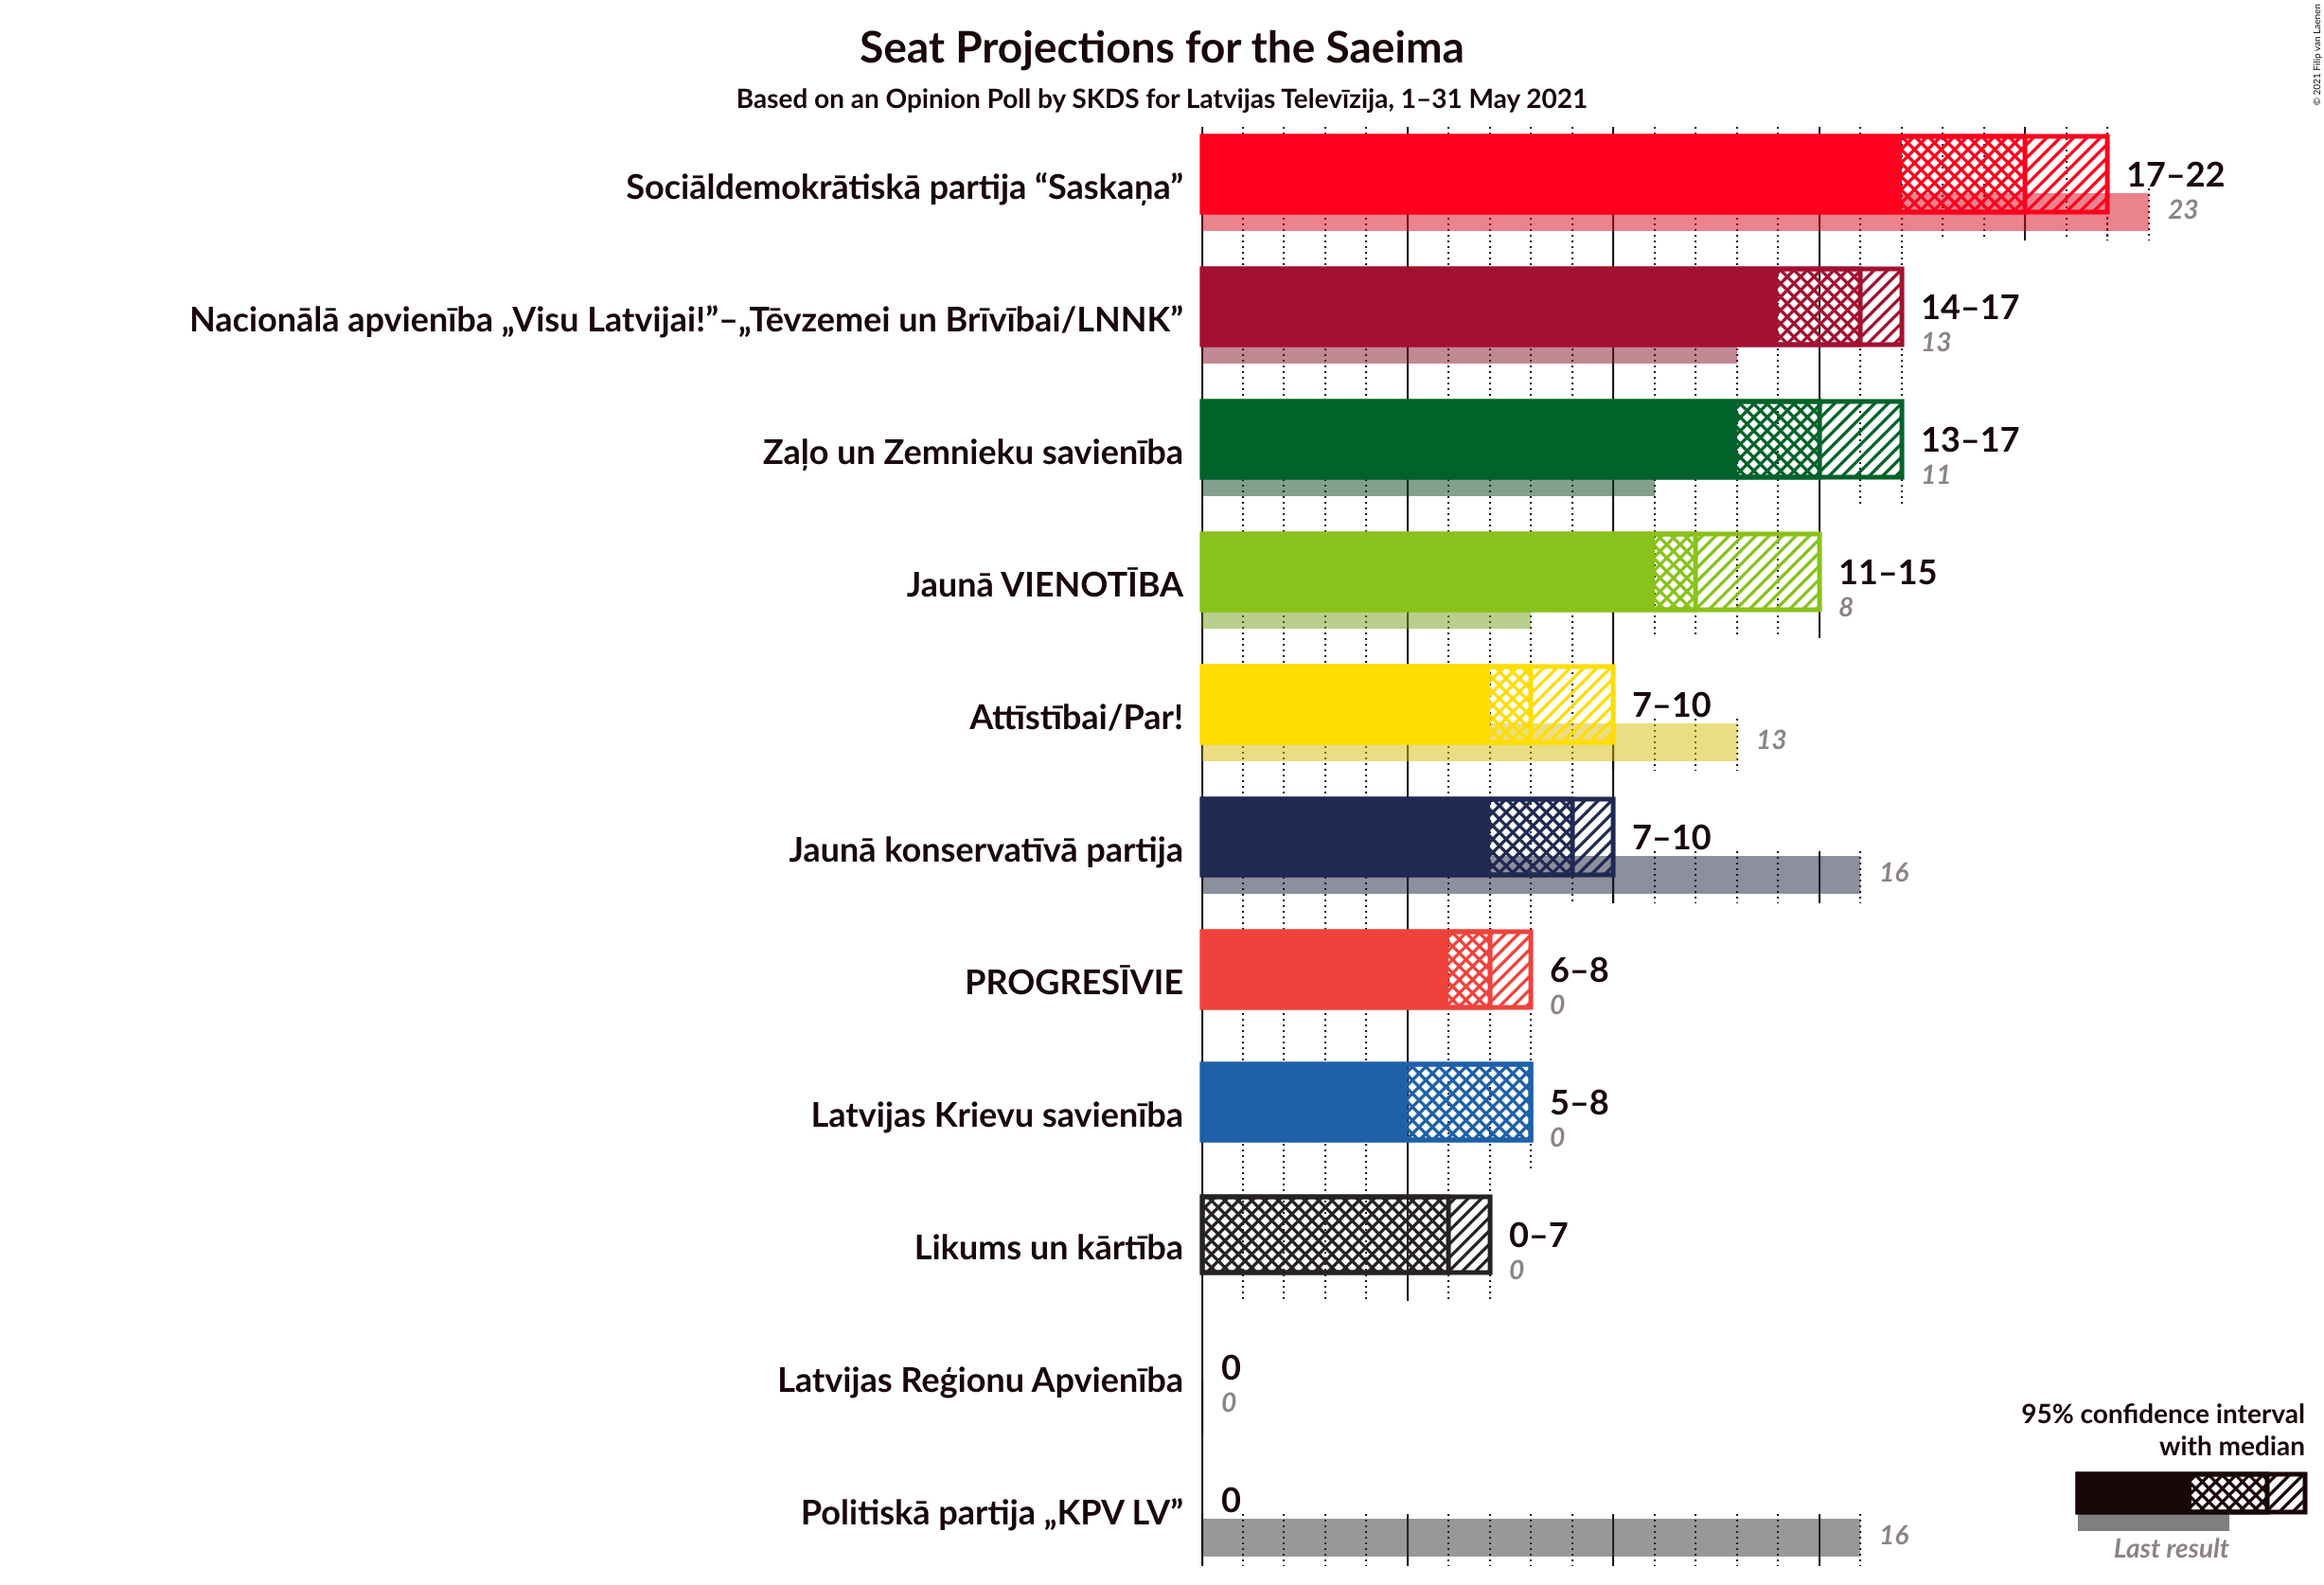 Seat Projections for the Saeima
Based on an Opinion Poll by SKDS for Latvijas Televīzija, 1–31 May 2021
© 2021 Filip van Laenen
Sociāldemokrātiskā partija “Saskaņa”
17–22
23
Nacionālā apvienība „Visu Latvijai!”–„Tēvzemei un Brīvībai/LNNK”
14–17
13
Zaļo un Zemnieku savienība
13–17
11
Jaunā VIENOTĪBA
11–15
8
Attīstībai/Par!
7–10
13
Jaunā konservatīvā partija
7–10
16
PROGRESĪVIE
6–8
0
Latvijas Krievu savienība
5–8
0
Likums un kārtība
0–7
0
Latvijas Reģionu Apvienība
0
0
Politiskā partija „KPV LV”
0
16
95% confidence interval
with median
Last result